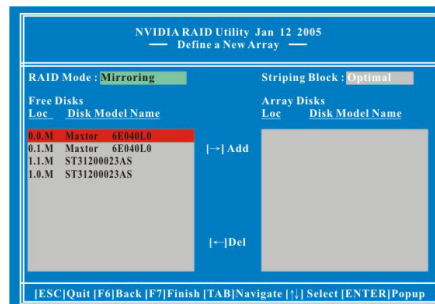 NVIDIA RAID Utility Jan 12 2005
Define a New Array
RAID Mode : Mirroring Striping Block : Optimal
Free Disks Array Disks
Loc Disk Model Name Loc Disk Model Name
0.0.M Maxtor 6E040L0
0.1.M Maxtor 6E040L0
1.1.M ST31200023AS
1.0.M ST31200023AS
[→] Add
[←]Del
[ESC]Quit [F6]Back [F7]Finish [TAB]Navigate [↑↓] Select [ENTER]Popup